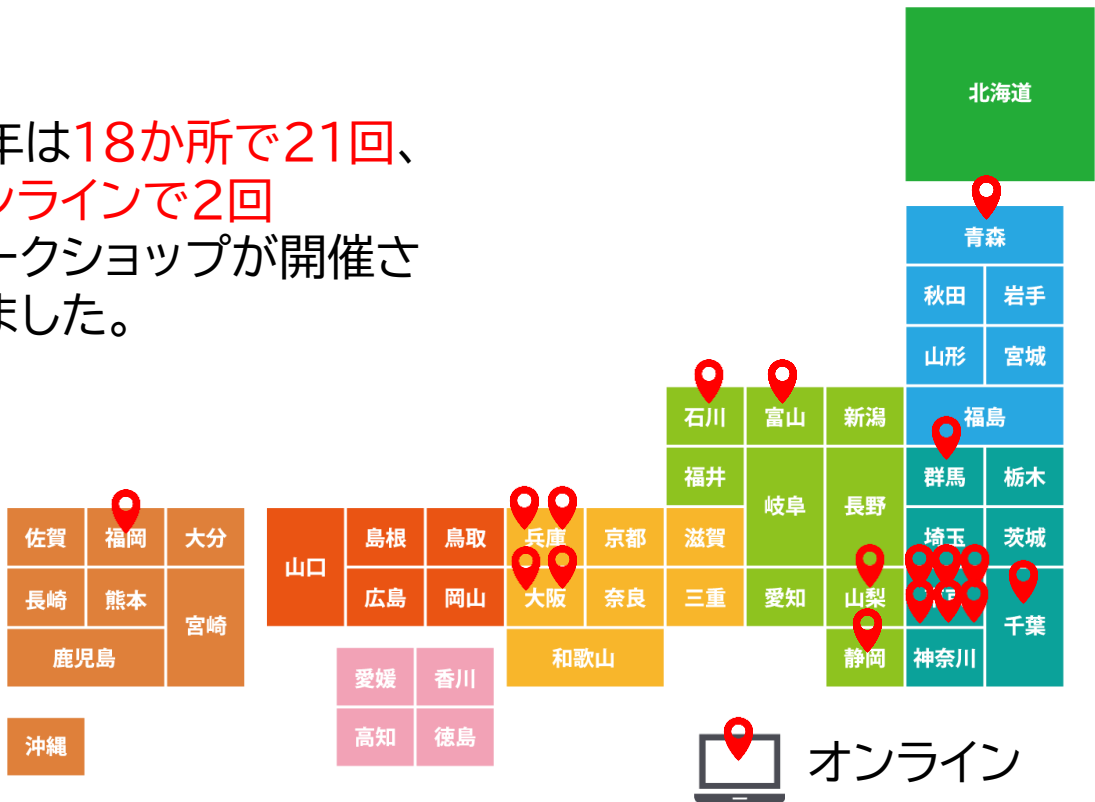 年は18か所で21回、
ンラインで2回
ークショップが開催さ
ました。
北海道
青森
秋田 岩手
山形 宮城
石川 富山 新潟 福島
福井 岐阜 長野 群馬 栃木
佐賀 福岡 大分 山口 島根 鳥取 兵庫 京都 滋賀 埼玉 茨城
長崎 熊本 宮崎 広島 岡山 大阪 奈良 三重 愛知 山梨 千葉
鹿児島 和歌山 静岡 神奈川
愛媛 香川
高知 徳島
沖縄
オンライン